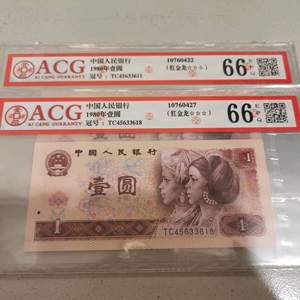 ACG
AI CANG GUARANTY
中国人民银行
1980年壹圆
冠号：TC45633611
10760422
(红金龙☆☆☆)
66 E
P
Q
ACG
AI CANG GUARANTY
中国人民银行
1980年壹圆
冠号：TC45633618
10760427
(红金龙☆☆☆)
66 E
P
Q
中国人民银行
1
壹圆
TC45633618
1
1